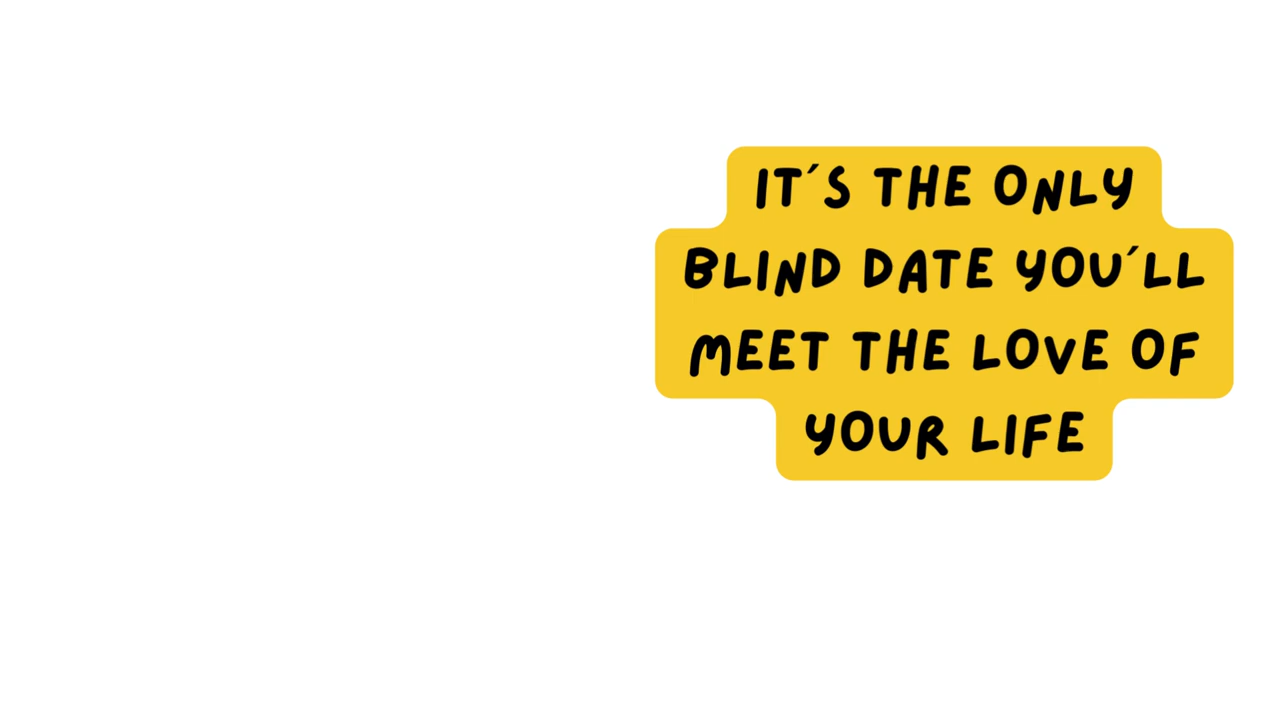 IT´S THE ONLY
BLIND DATE YOU´LL
MEET THE LOVE OF
YOUR LIFE